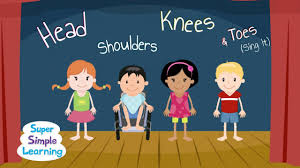 Head
Shoulders
Knees
& Toes
(Sing It)
Super
Simple
Learning